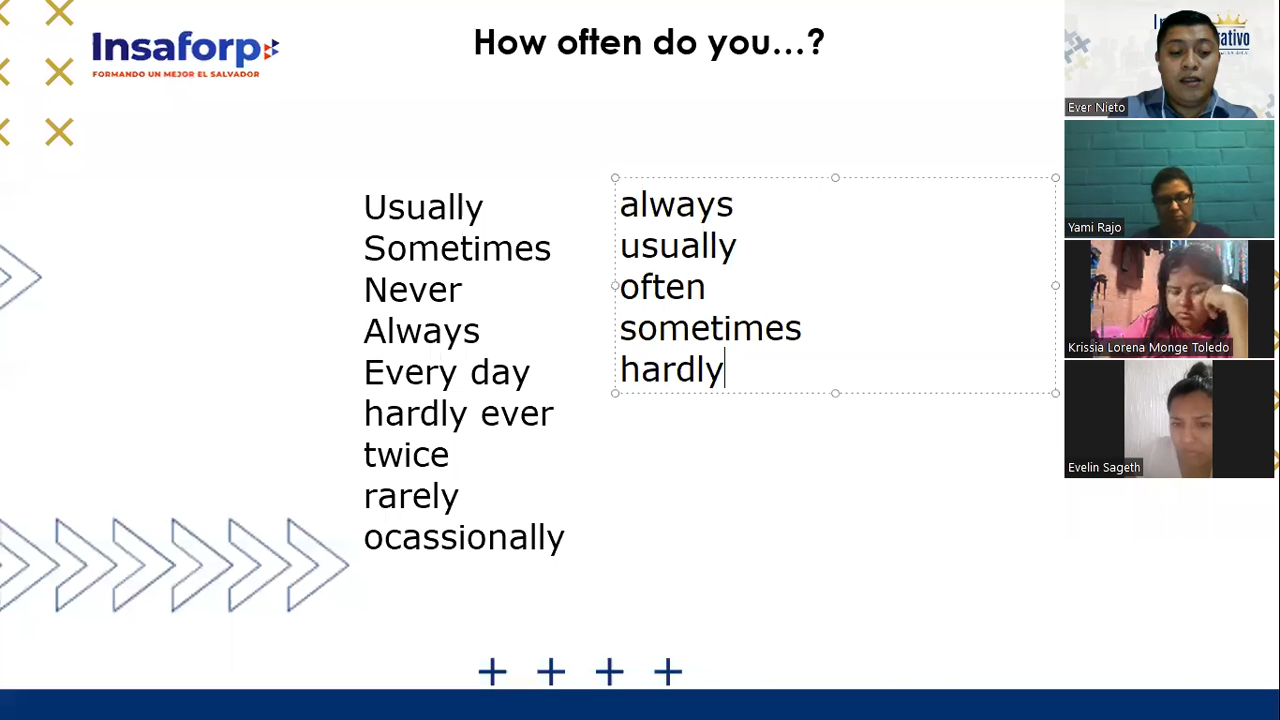 How often do you...?
Insaforp
FORMANDO UN MEJOR EL SALVADOR
Usually
Sometimes
Never
Always
Every day
hardly ever
twice
rarely
ocassionally
always
usually
often
sometimes
hardly
Ever Nieto
Yami Rajo
Krissia Lorena Monge Toledo
Evelin Sageth